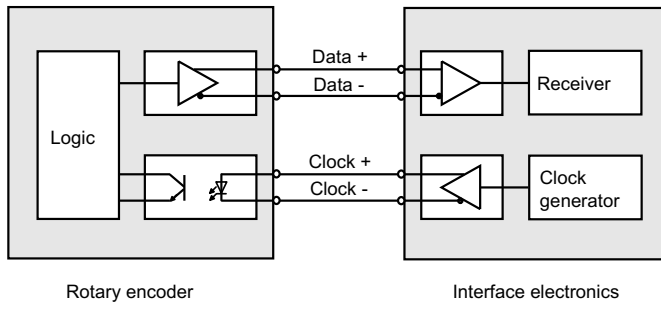 Data +
Data -
Logic
Receiver
Clock +
Clock -
Clock
generator
Rotary encoder
Interface electronics